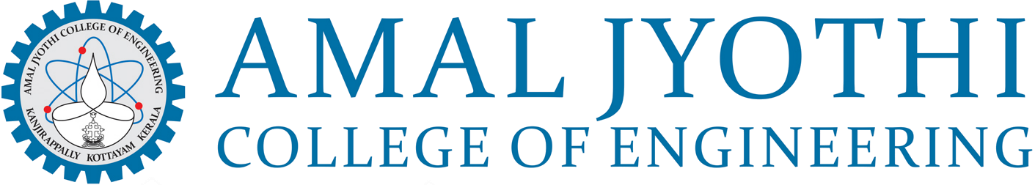 AMAL JYOTHI COLLEGE OF ENGINEERING
KANJIRAPPALLY KOTTAYAM KERALA
AMAL JYOTHI
COLLEGE OF ENGINEERING